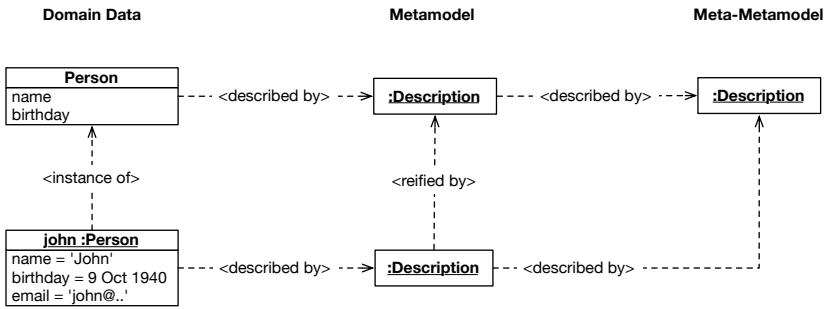 Domain Data
Metamodel
Meta-Metamodel
Person
name
birthday
<described by>
:Description
<described by>
:Description
<instance of>
<reified by>
john :Person
name = 'John'
birthday = 9 Oct 1940
email = 'john@..'
<described by>
:Description
<described by>